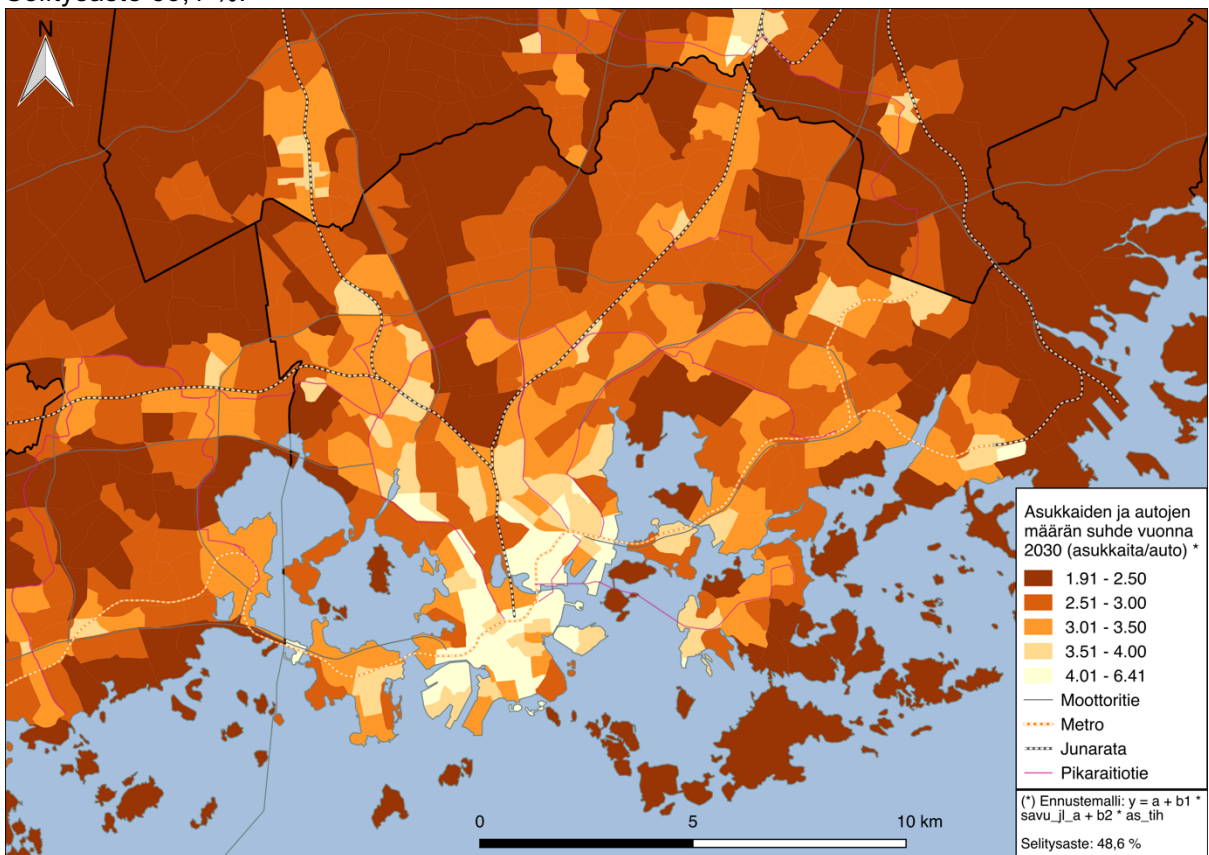 N
Asukkaiden ja autojen
määrän suhde vuonna
2030 (asukkaita/auto) *
1.91 - 2.50
2.51 - 3.00
3.01 - 3.50
3.51 - 4.00
4.01 - 6.41
Moottoritie
Metro
Junarata
Pikaraitiotie
(*) Ennustemalli: y = a + b1 *
savu_jl_a + b2 * as_tih
Selitysaste: 48,6 %
0 5 10 km